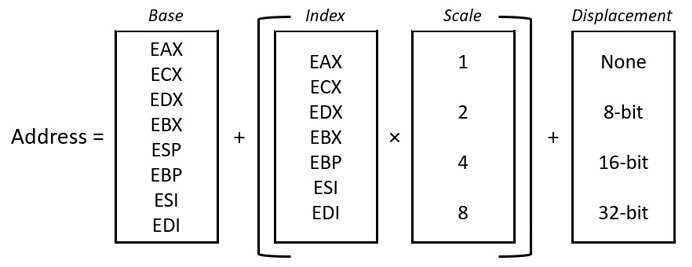 Base Index Scale Displacement
EAX
ECX
EDX
EBX
ESP
EBP
ESI
EDI
EAX
ECX
EDX
EBX
EBP
ESI
EDI
1
2
4
8
None
8-bit
16-bit
32-bit
Address = + × +